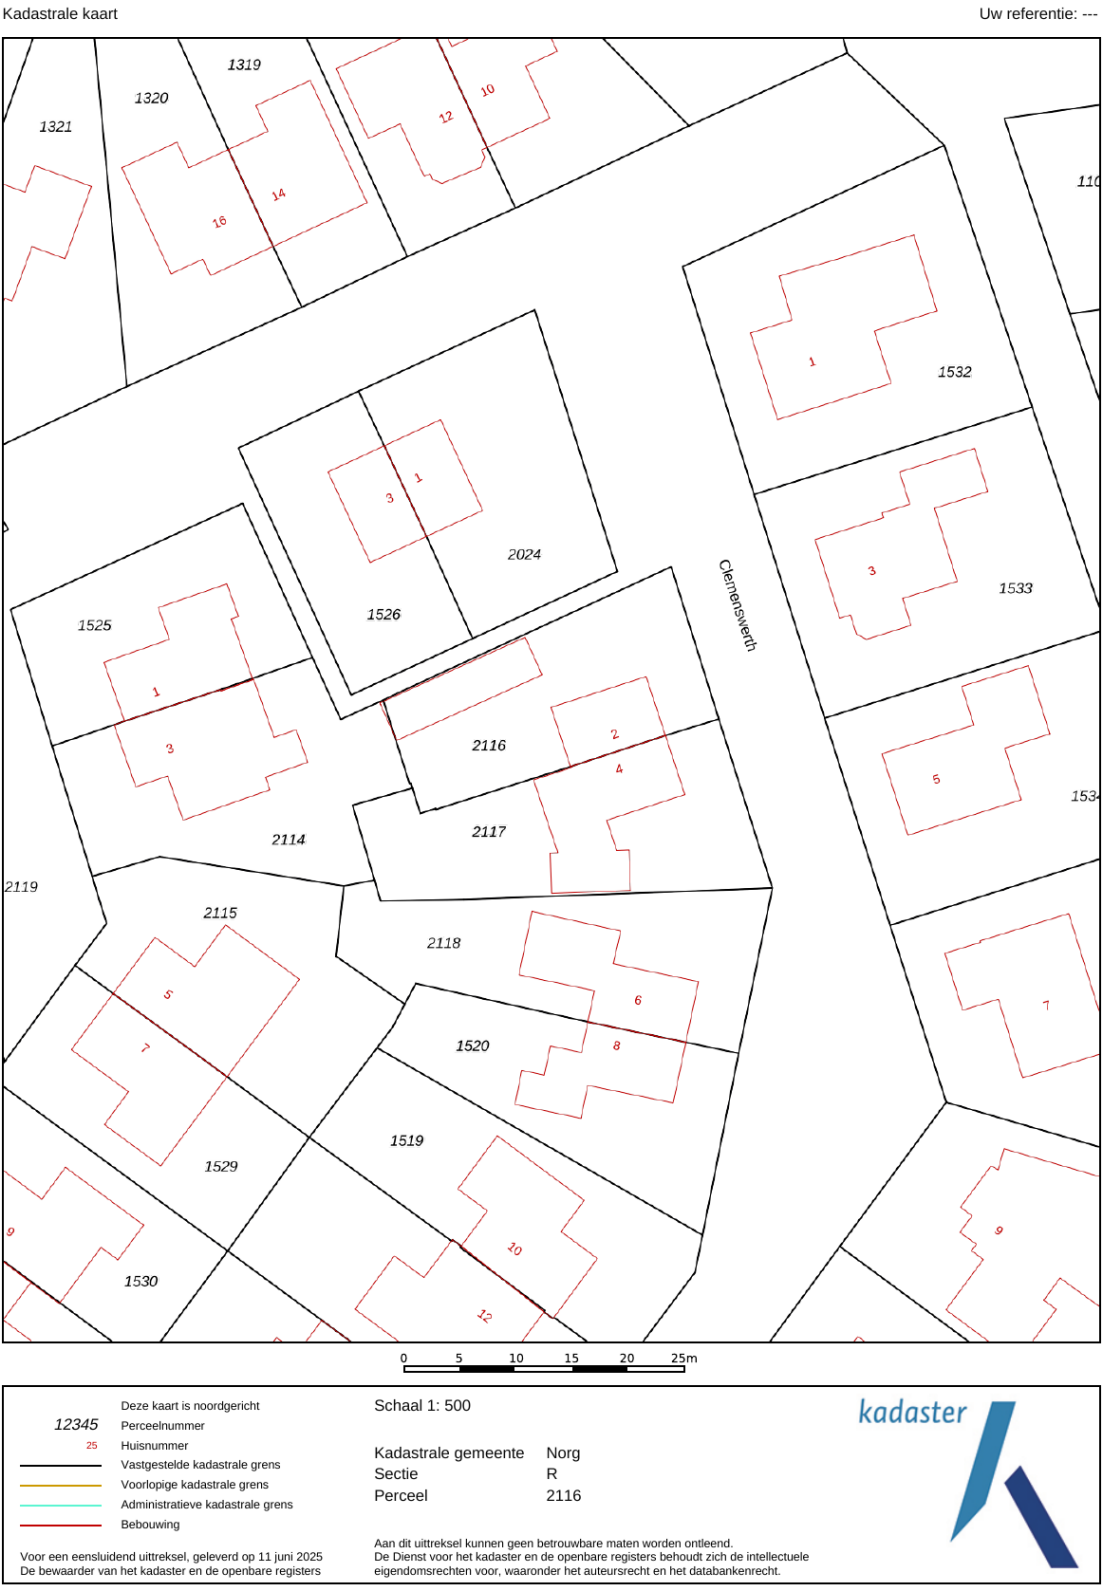 Kadastrale kaart
Uw referentie: ---
1319
1320
1321
10
12
14
16
110
1
1532
1
3
2024
1526
3
1533
Clemenswerth
1525
1
3
2116
2
4
5
1534
2117
2114
2119
2115
2118
5
6
7
7
8
1520
1519
1529
9
9
10
1530
12
0 5 10 15 20 25m
Deze kaart is noordgericht
12345 Perceelnummer
25 Huisnummer
Vastgestelde kadastrale grens
Voorlopige kadastrale grens
Administratieve kadastrale grens
Bebouwing
Voor een eensluidend uittreksel, geleverd op 11 juni 2025
De bewaarder van het kadaster en de openbare registers
Schaal 1: 500
Kadastrale gemeente Norg
Sectie R
Perceel 2116
Aan dit uittreksel kunnen geen betrouwbare maten worden ontleend.
De Dienst voor het kadaster en de openbare registers behoudt zich de intellectuele
eigendomsrechten voor, waaronder het auteursrecht en het databankenrecht.
kadaster